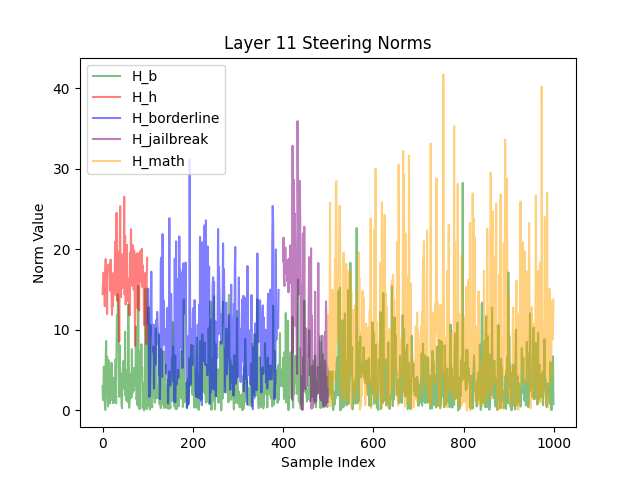 Layer 11 Steering Norms
H_b
H_h
H_borderline
H_jailbreak
H_math
Norm Value
40
30
20
10
0
0 200 400 600 800 1000
Sample Index